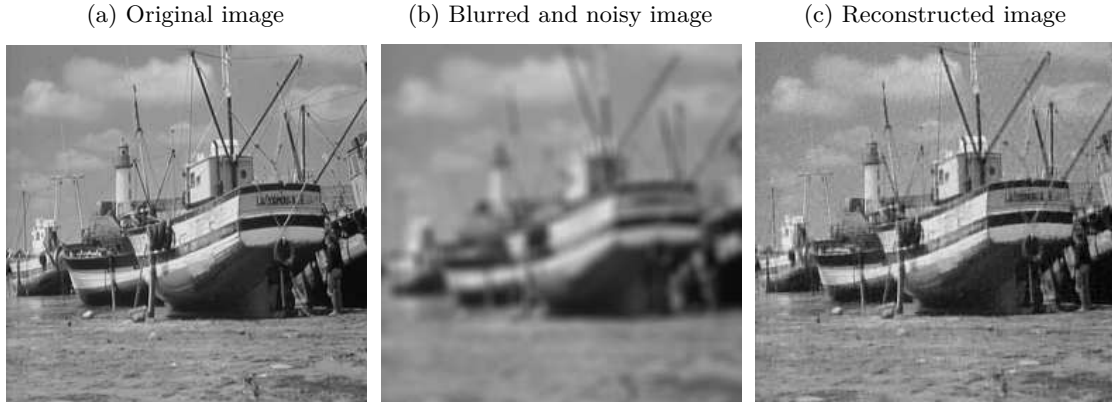 (a) Original image
(b) Blurred and noisy image
(c) Reconstructed image